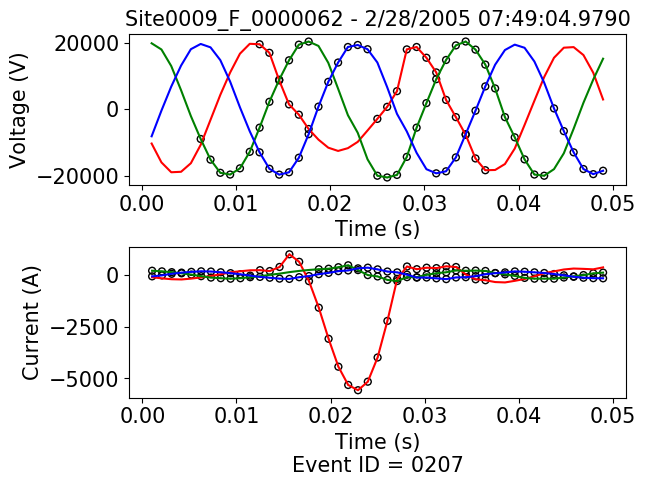 Site0009_F_0000062 - 2/28/2005 07:49:04.9790
Voltage (V)
20000
0
−20000
0.00 0.01 0.02 0.03 0.04 0.05
Time (s)
Current (A)
0
−2500
−5000
0.00 0.01 0.02 0.03 0.04 0.05
Time (s)
Event ID = 0207